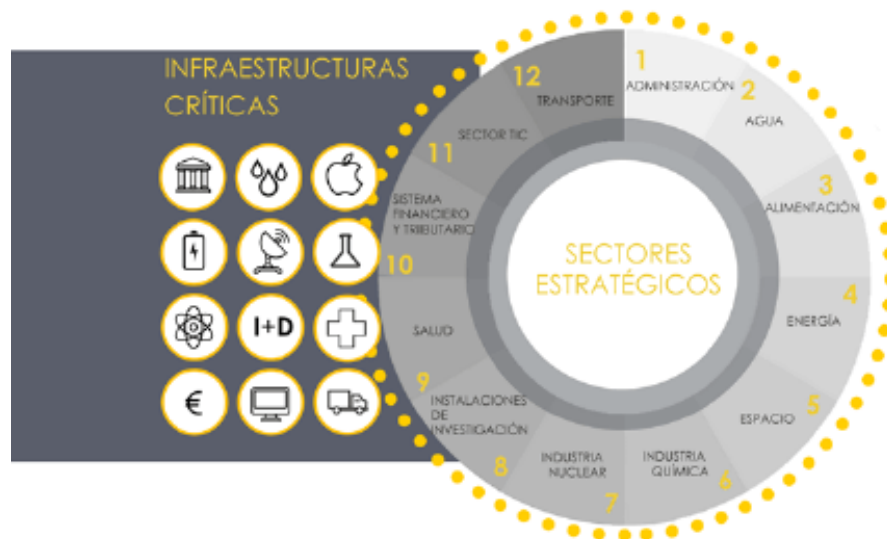 INFRAESTRUCTURAS
CRÍTICAS
I+D
€
SECTORES
ESTRATÉGICOS
1
ADMINISTRACIÓN
2
AGUA
3
ALIMENTACIÓN
4
ENERGÍA
5
ESPACIO
6
INDUSTRIA
QUÍMICA
7
INDUSTRIA
NUCLEAR
8
INSTALACIONES
DE
INVESTIGACIÓN
9
SALUD
10
SISTEMA
FINANCIERO
Y TRIBUTARIO
11
SECTOR TIC
12
TRANSPORTE